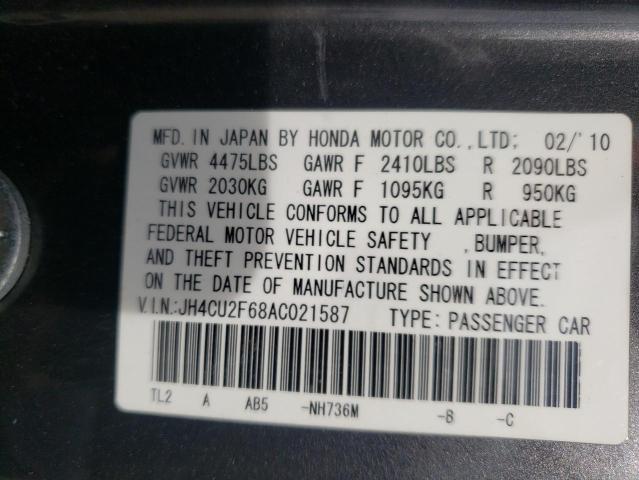 MFD. IN JAPAN BY HONDA MOTOR CO.,LTD; 02/'10
GVWR 4475LBS GAWR F 2410LBS R 2090LBS
GVWR 2030KG GAWR F 1095KG R 950KG
THIS VEHICLE CONFORMS TO ALL APPLICABLE
FEDERAL MOTOR VEHICLE SAFETY ,BUMPER,
AND THEFT PREVENTION STANDARDS IN EFFECT
ON THE DATE OF MANUFACTURE SHOWN ABOVE.
V.I.N.:JH4CU2F68AC021587 TYPE: PASSENGER CAR
TL2 A AB5 -NH736M -B -C